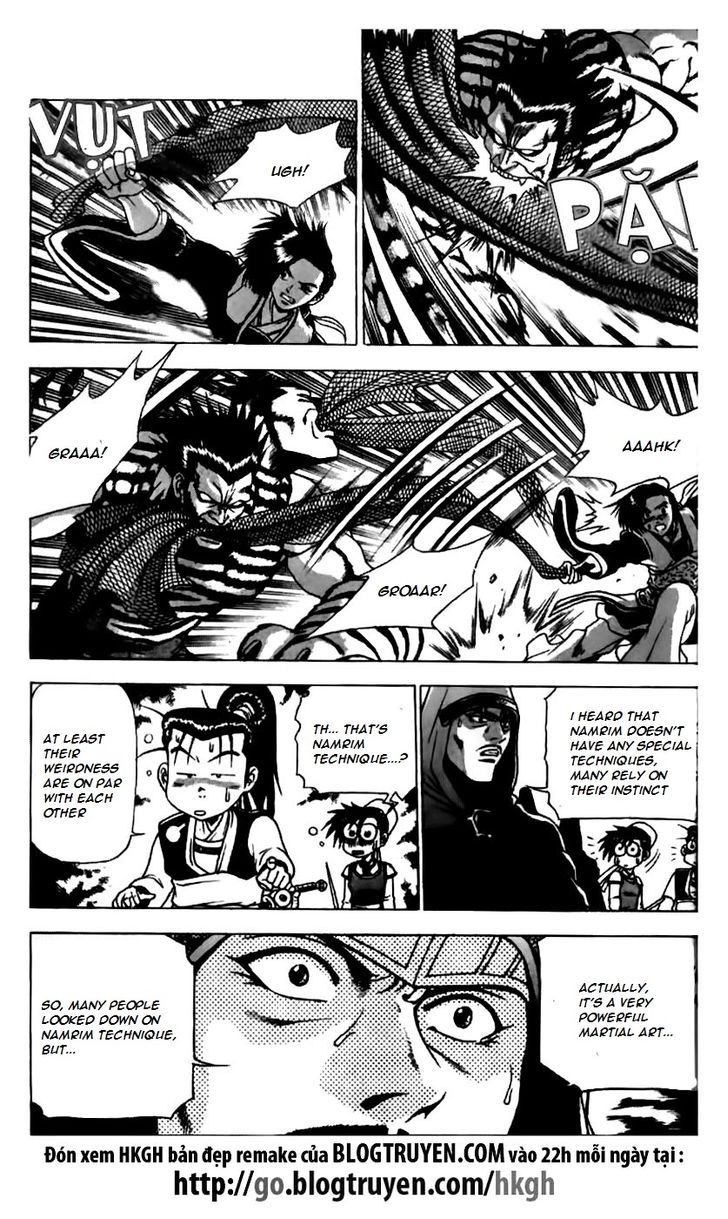 VỤT
UGH!
PẶ
GRAAA!
AAAHK!
GROAAR!
AT LEAST
THEIR
WEIRDNESS
ARE ON PAR
WITH EACH
OTHER
TH... THAT'S
NAMRIM
TECHNIQUE...?
I HEARD THAT
NAMRIM DOESN'T
HAVE ANY SPECIAL
TECHNIQUES,
MANY RELY ON
THEIR INSTINCT
SO, MANY PEOPLE
LOOKED DOWN ON
NAMRIM TECHNIQUE,
BUT...
ACTUALLY,
IT'S A VERY
POWERFUL
MARTIAL ART...
Đón xem HKGH bản đẹp remake của BLOGTRUYEN.COM vào 22h mỗi ngày tại :
http://go.blogtruyen.com/hkgh